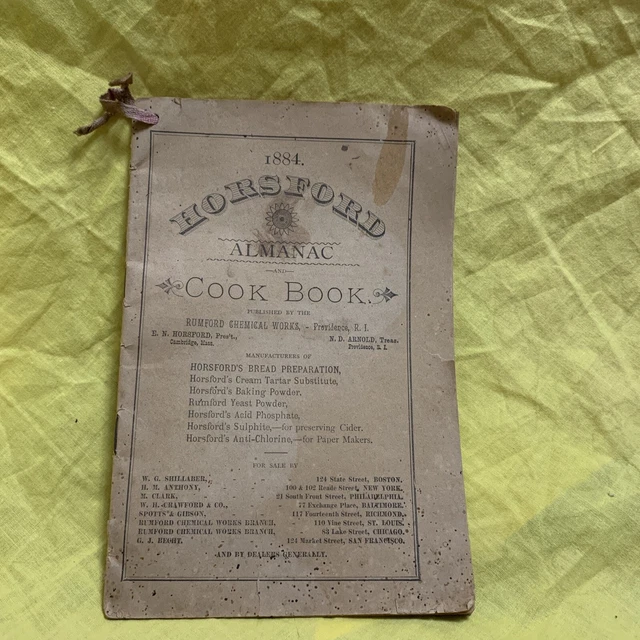 1884.
HORSFORD
ALMANAC
AND
COOK BOOK.
PUBLISHED BY THE
RUMFORD CHEMICAL WORKS, - Providence, R. I.
E. N. HORSFORD, Pres't., N. D. ARNOLD, Treas.
Cambridge, Mass. Providence, R. I.
MANUFACTURERS OF
HORSFORD'S BREAD PREPARATION,
Horsford's Cream Tartar Substitute,
Horsford's Baking Powder,
Rumford Yeast Powder,
Horsford's Acid Phosphate,
Horsford's Sulphite,—for preserving Cider.
Horsford's Anti-Chlorine,—for Paper Makers.
FOR SALE BY
W. G. SHILLABER, 124 State Street, BOSTON.
H. M. ANTHONY, 100 & 102 Reade Street, NEW YORK.
M. CLARK, 21 South Front Street, PHILADELPHIA.
W. H. CRAWFORD & CO., 77 Exchange Place, BALTIMORE.
SPOTTS & GIBSON, 117 Fourteenth Street, RICHMOND.
RUMFORD CHEMICAL WORKS BRANCH, 110 Vine Street, ST. LOUIS.
RUMFORD CHEMICAL WORKS BRANCH, 83 Lake Street, CHICAGO.
G. J. BECHT, 124 Market Street, SAN FRANCISCO.
AND BY DEALERS GENERALLY.